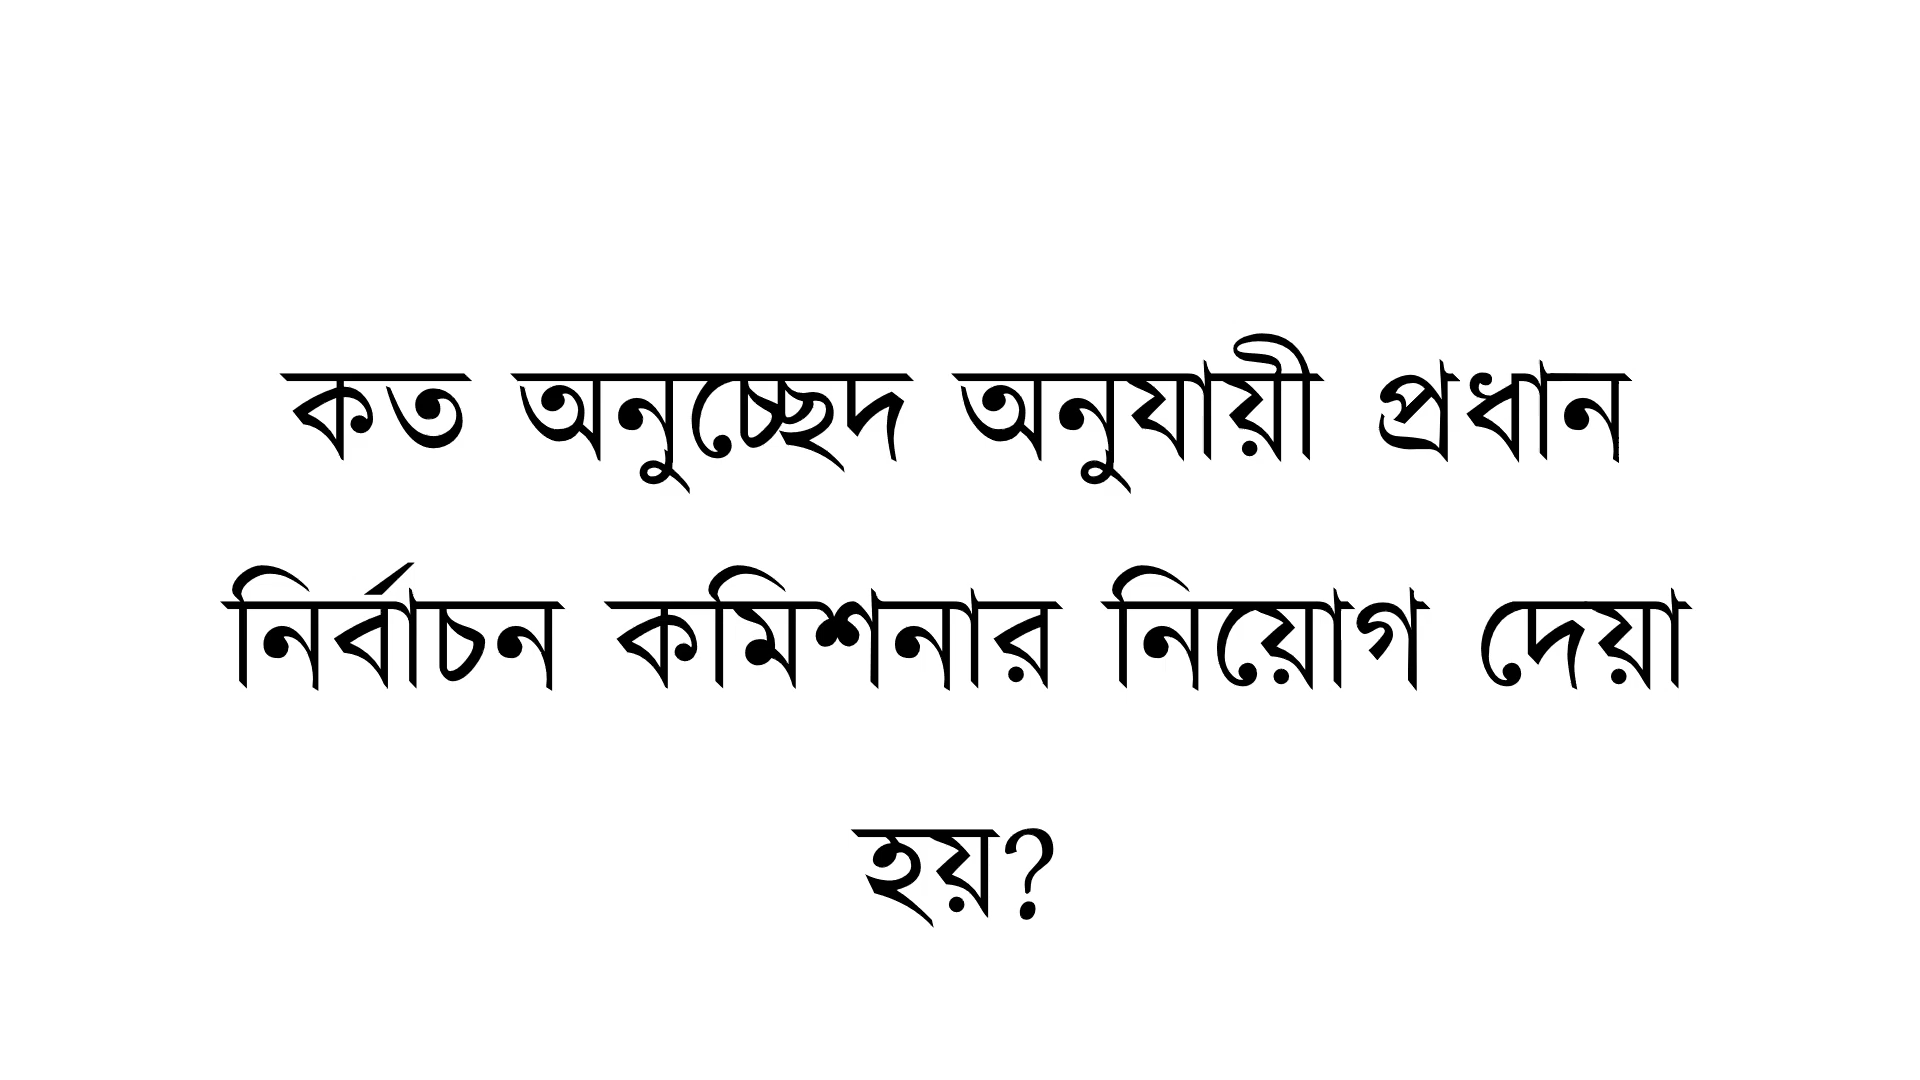 কত অনুচ্ছেদ অনুযায়ী প্রধান
নির্বাচন কমিশনার নিয়োগ দেয়া
হয়?